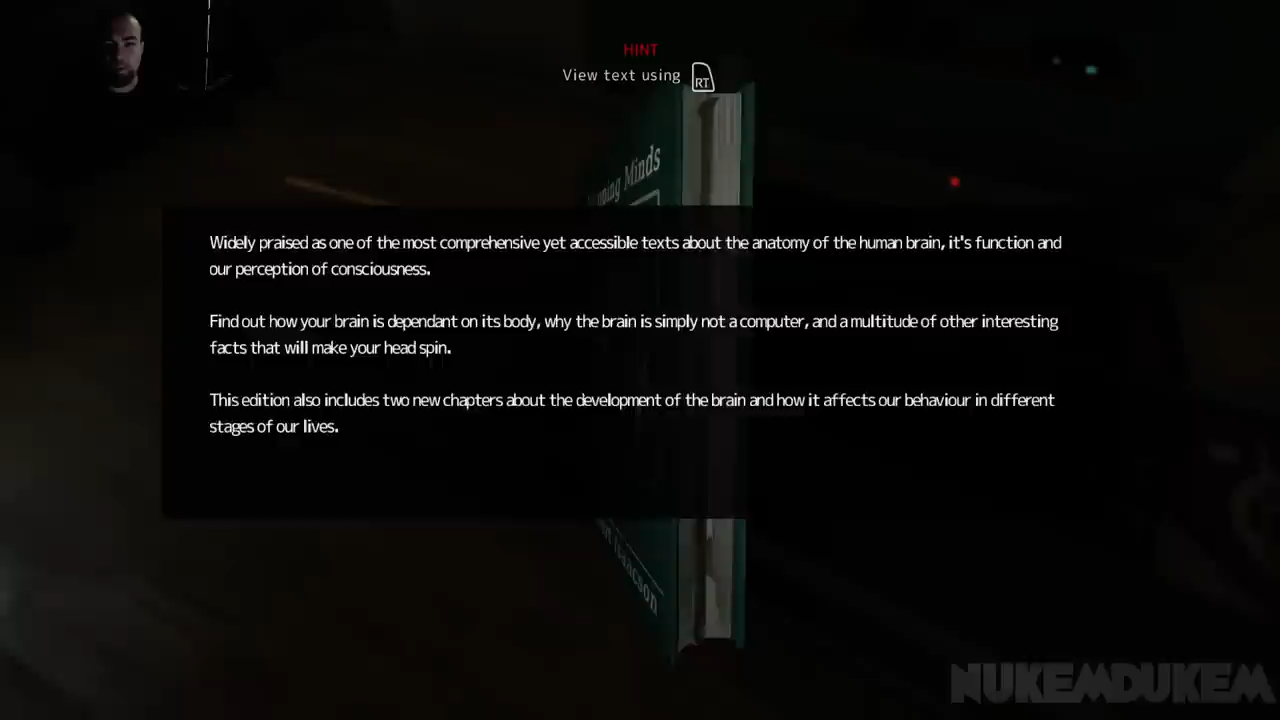 HINT
View text using RT
Minds
Widely praised as one of the most comprehensive yet accessible texts about the anatomy of the human brain, it's function and
our perception of consciousness.
Find out how your brain is dependant on its body, why the brain is simply not a computer, and a multitude of other interesting
facts that will make your head spin.
This edition also includes two new chapters about the development of the brain and how it affects our behaviour in different
stages of our lives.
Isaacson
NUKEMDUKEM